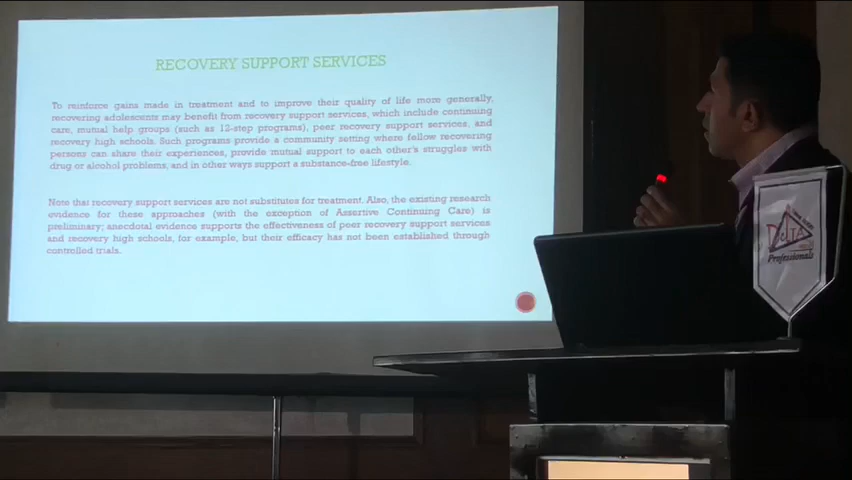 RECOVERY SUPPORT SERVICES
To reinforce gains made in treatment and to improve their quality of life more generally,
recovering adolescents may benefit from recovery support services, which include continuing
care, mutual help groups (such as 12-step programs), peer recovery support services, and
recovery high schools. Such programs provide a community setting where fellow recovering
persons can share their experiences, provide mutual support to each other's struggles with
drug or alcohol problems, and in other ways support a substance-free lifestyle.
Note that recovery support services are not substitutes for treatment. Also, the existing research
evidence for these approaches (with the exception of Assertive Continuing Care) is
preliminary; anecdotal evidence supports the effectiveness of peer recovery support services
and recovery high schools, for example, but their efficacy has not been established through
controlled trials.
Professionals